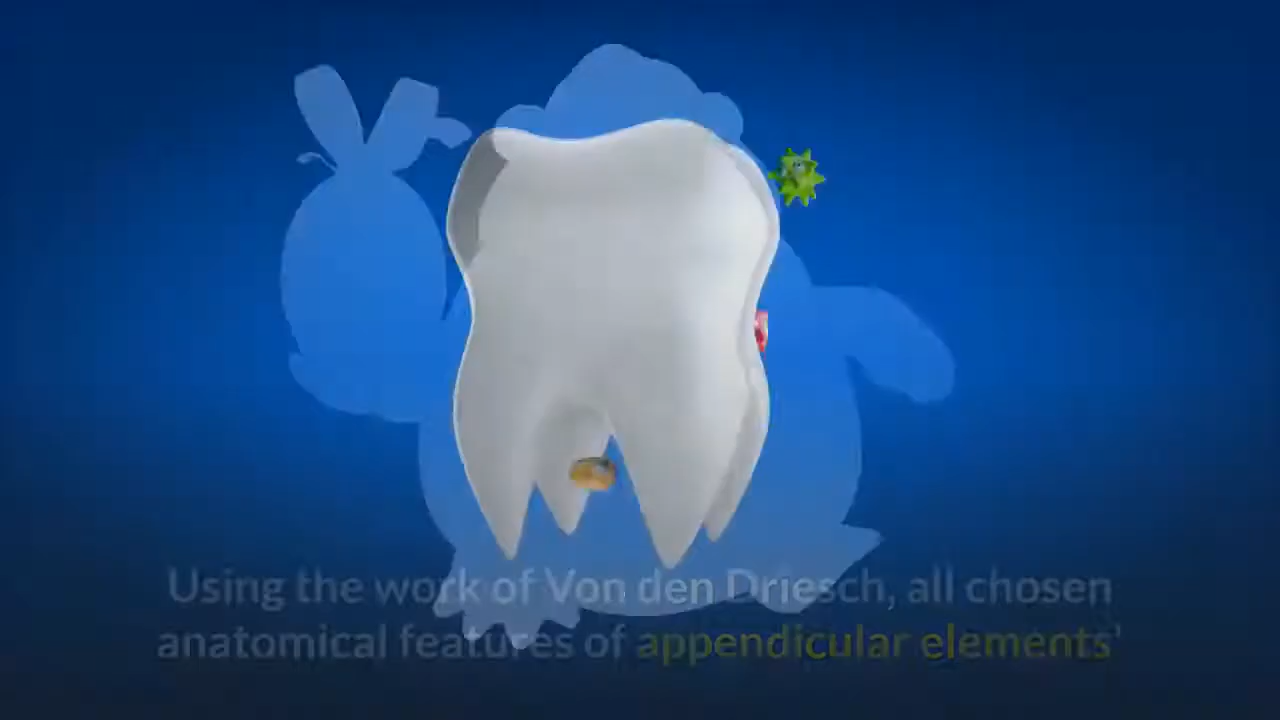 Using the work of Von den Driesch, all chosen
anatomical features of appendicular elements'